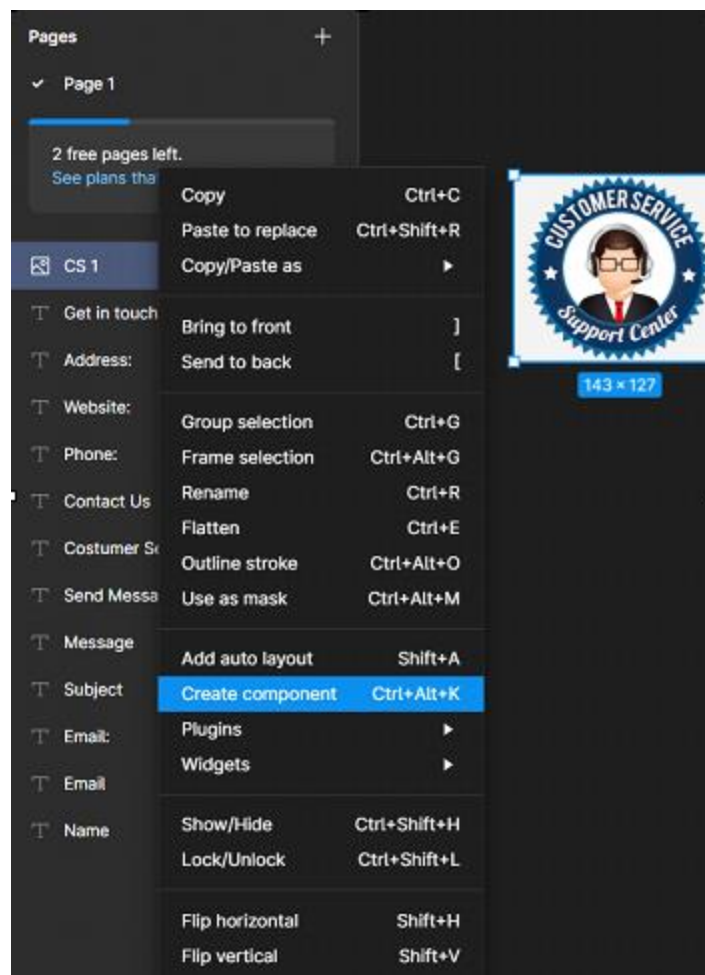 Pages
Page 1
2 free pages left.
See plans tha
CS 1
Get in touch
Address:
Website:
Phone:
Contact Us
Costumer Se
Send Messa
Message
Subject
Email:
Email
Name
Copy Ctrl+C
Paste to replace Ctrl+Shift+R
Copy/Paste as
Bring to front ]
Send to back [
Group selection Ctrl+G
Frame selection Ctrl+Alt+G
Rename Ctrl+R
Flatten Ctrl+E
Outline stroke Ctrl+Alt+O
Use as mask Ctrl+Alt+M
Add auto layout Shift+A
Create component Ctrl+Alt+K
Plugins
Widgets
Show/Hide Ctrl+Shift+H
Lock/Unlock Ctrl+Shift+L
Flip horizontal Shift+H
Flip vertical Shift+V
CUSTOMER SERVICE
Support Center
143 × 127